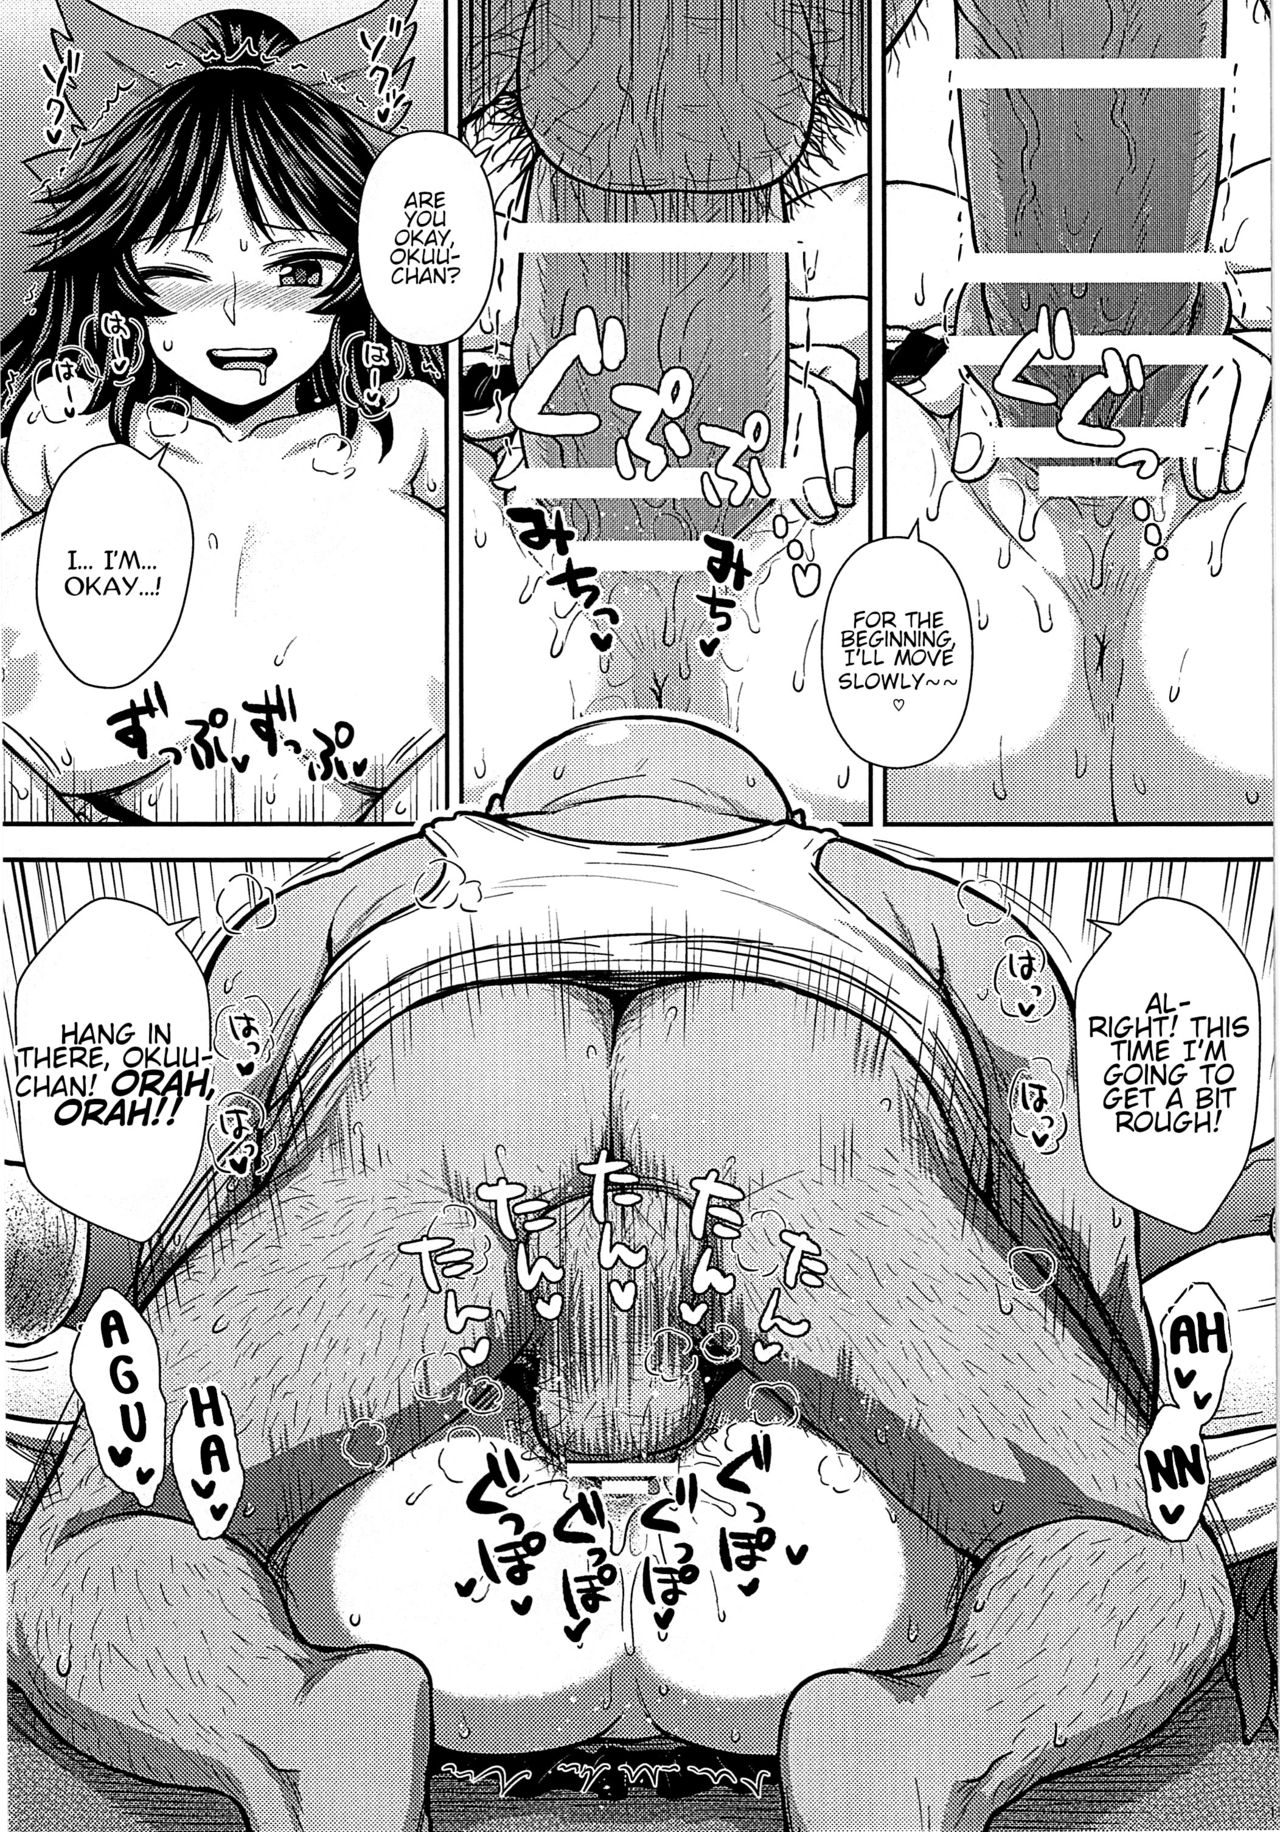 ぐぐっ
FOR THE
BEGINNING,
I'LL MOVE
SLOWLY~~
♡
ぐぷぷ
みちっ♥
みち♥
ARE
YOU
OKAY,
OKUU-
CHAN?
ゾクッ♥
ゾクッ♥
はー♥
はー♥
はー♥
I... I'M...
OKAY...!
ずっぷ♥
ずっぷ♥
AL-
RIGHT! THIS
TIME I'M
GOING TO
GET A BIT
ROUGH!
はっ♥
はっ♥
はっ♥
はっ♥
HANG IN
THERE, OKUU-
CHAN! ORAH,
ORAH!!
たん♥
たん♥
たん♥
たん♥
たん♥
AH
♥
NN
♥
HA
♥♥
AGU
♥
ぐっぽ♥
ぐっぽ♥
ぐっぽ♥
ぐっぽ♥